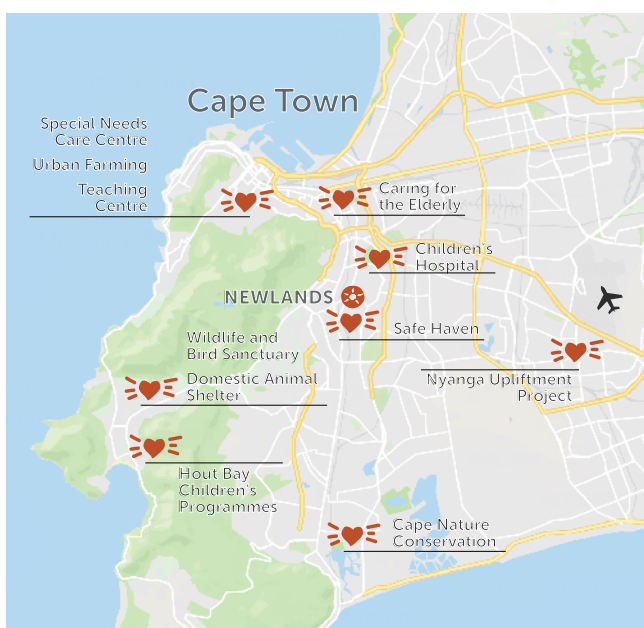 Cape Town
Special Needs
Care Centre
Urban Farming
Teaching
Centre
Caring for
the Elderly
Children's
Hospital
NEWLANDS
Safe Haven
Wildlife and
Bird Sanctuary
Domestic Animal
Shelter
Nyanga Upliftment
Project
Hout Bay
Children's
Programmes
Cape Nature
Conservation